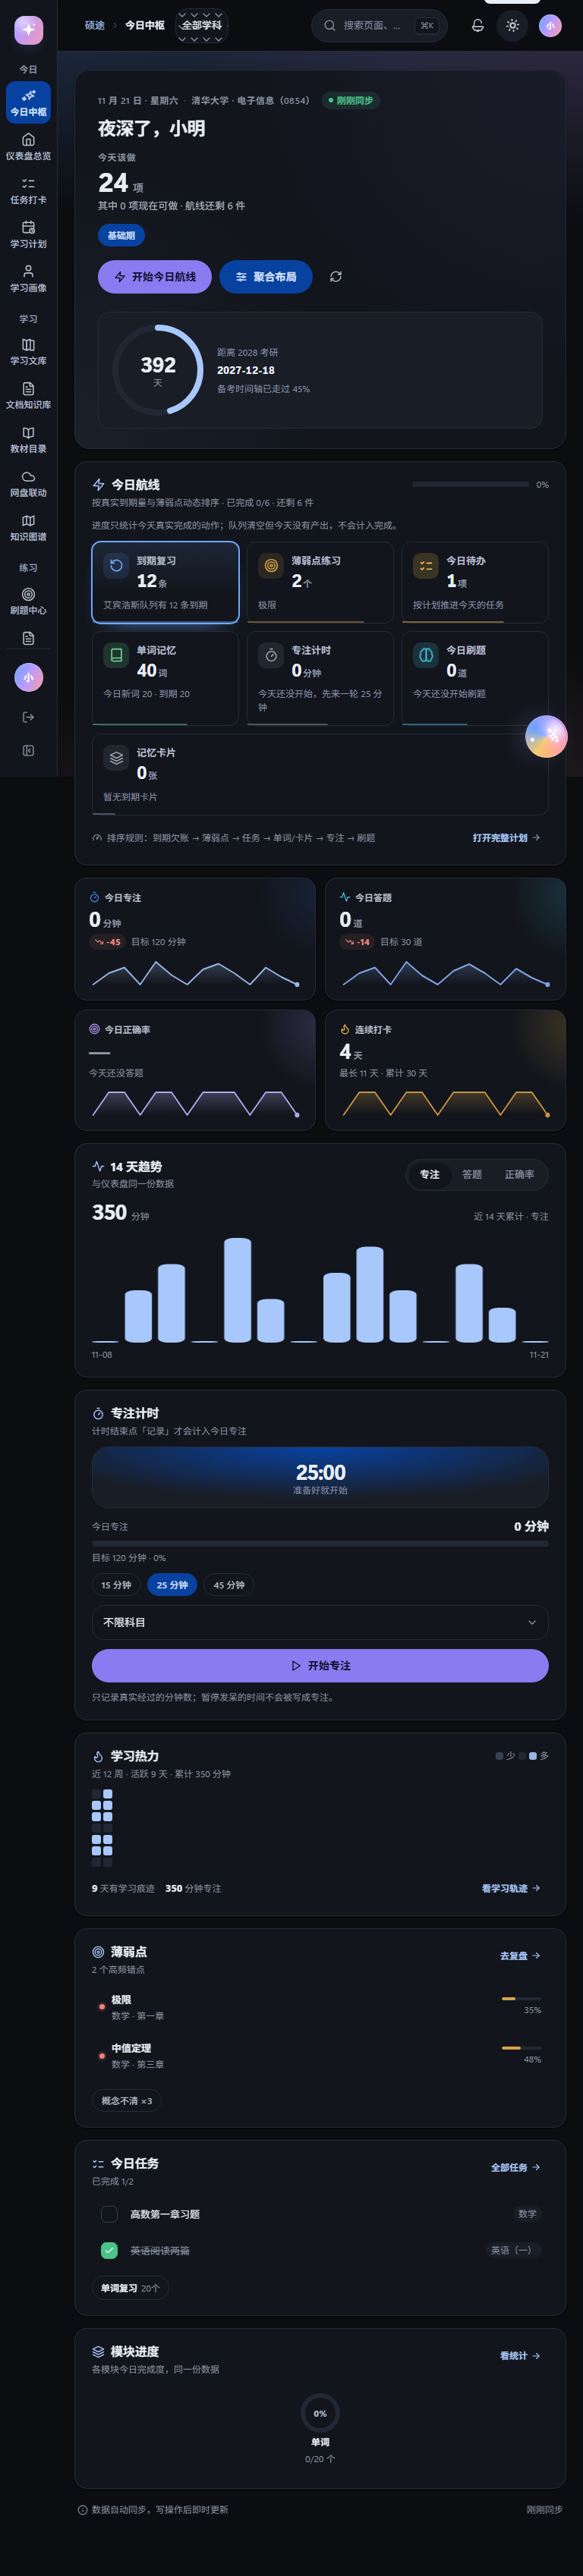 硕途 › 今日中枢 全部学科
搜索页面、... ⌘K
小
今日
今日中枢
仪表盘总览
任务打卡
学习计划
学习画像
学习
学习文库
文档知识库
教材目录
网盘联动
知识图谱
练习
刷题中心
小
11 月 21 日 · 星期六 · 清华大学 · 电子信息（0854） 刚刚同步
夜深了，小明
今天该做
24 项
其中 0 项现在可做 · 航线还剩 6 件
基础期
开始今日航线 聚合布局
392
天
距离 2028 考研
2027-12-18
备考时间轴已走过 45%
今日航线 0%
按真实到期量与薄弱点动态排序 · 已完成 0/6 · 还剩 6 件
进度只统计今天真实完成的动作；队列清空但今天没有产出，不会计入完成。
到期复习
12条
艾宾浩斯队列有 12 条到期
薄弱点练习
2个
极限
今日待办
1项
按计划推进今天的任务
单词记忆
40词
今日新词 20 · 到期 20
专注计时
0分钟
今天还没开始，先来一轮 25 分
钟
今日刷题
0道
今天还没开始刷题
记忆卡片
0张
暂无到期卡片
排序规则：到期欠账 → 薄弱点 → 任务 → 单词/卡片 → 专注 → 刷题 打开完整计划 →
今日专注
0分钟
-45 目标 120 分钟
今日答题
0道
-14 目标 30 道
今日正确率
—
今天还没答题
连续打卡
4天
最长 11 天 · 累计 30 天
14 天趋势
与仪表盘同一份数据
专注 答题 正确率
350 分钟 近 14 天累计 · 专注
11-08 11-21
专注计时
计时结束点「记录」才会计入今日专注
25:00
准备好就开始
今日专注 0 分钟
目标 120 分钟 · 0%
15 分钟 25 分钟 45 分钟
不限科目
开始专注
只记录真实经过的分钟数；暂停发呆的时间不会被写成专注。
学习热力 少 多
近 12 周 · 活跃 9 天 · 累计 350 分钟
9 天有学习痕迹 350 分钟专注 看学习轨迹 →
薄弱点 去复盘 →
2 个高频锚点
极限
数学 · 第一章 35%
中值定理
数学 · 第三章 48%
概念不清 ×3
今日任务 全部任务 →
已完成 1/2
高数第一章习题 数学
英语阅读两篇 英语（一）
单词复习 20个
模块进度 看统计 →
各模块今日完成度，同一份数据
0%
单词
0/20 个
数据自动同步，写操作后即时更新 刚刚同步